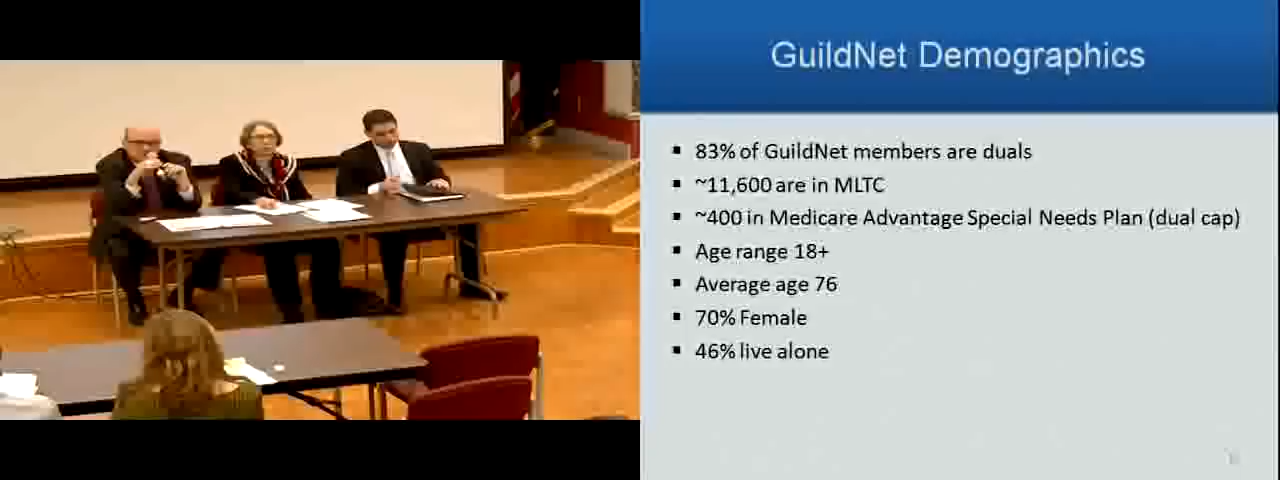 GuildNet Demographics
▪ 83% of GuildNet members are duals
▪ ~11,600 are in MLTC
▪ ~400 in Medicare Advantage Special Needs Plan (dual cap)
▪ Age range 18+
▪ Average age 76
▪ 70% Female
▪ 46% live alone